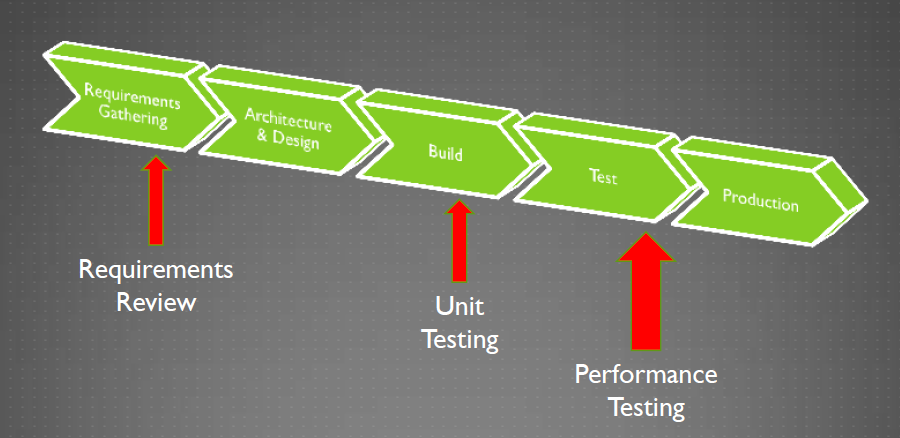 Requirements
Gathering
Architecture
& Design
Build
Test
Production
Requirements
Review
Unit
Testing
Performance
Testing